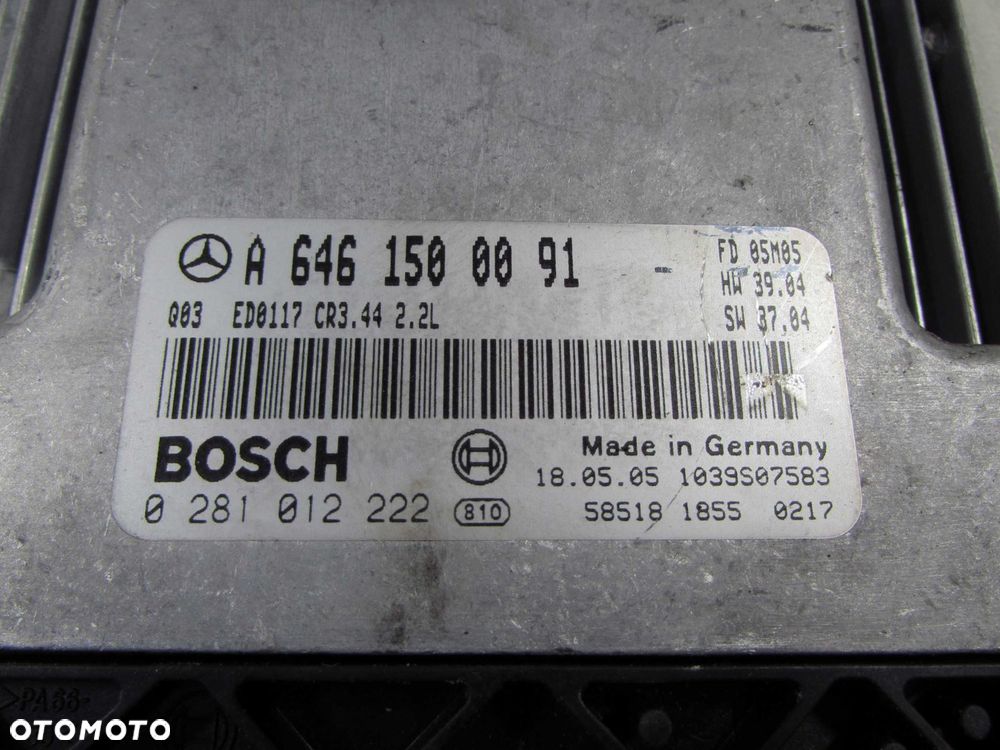 A 646 150 00 91 -
FD 05M05
HW 39.04
Q03 ED0117 CR3.44 2.2L
SW 37.04
BOSCH
Made in Germany
18.05.05 1039S07583
0 281 012 222 810
58518 1855 0217
OTOMOTO